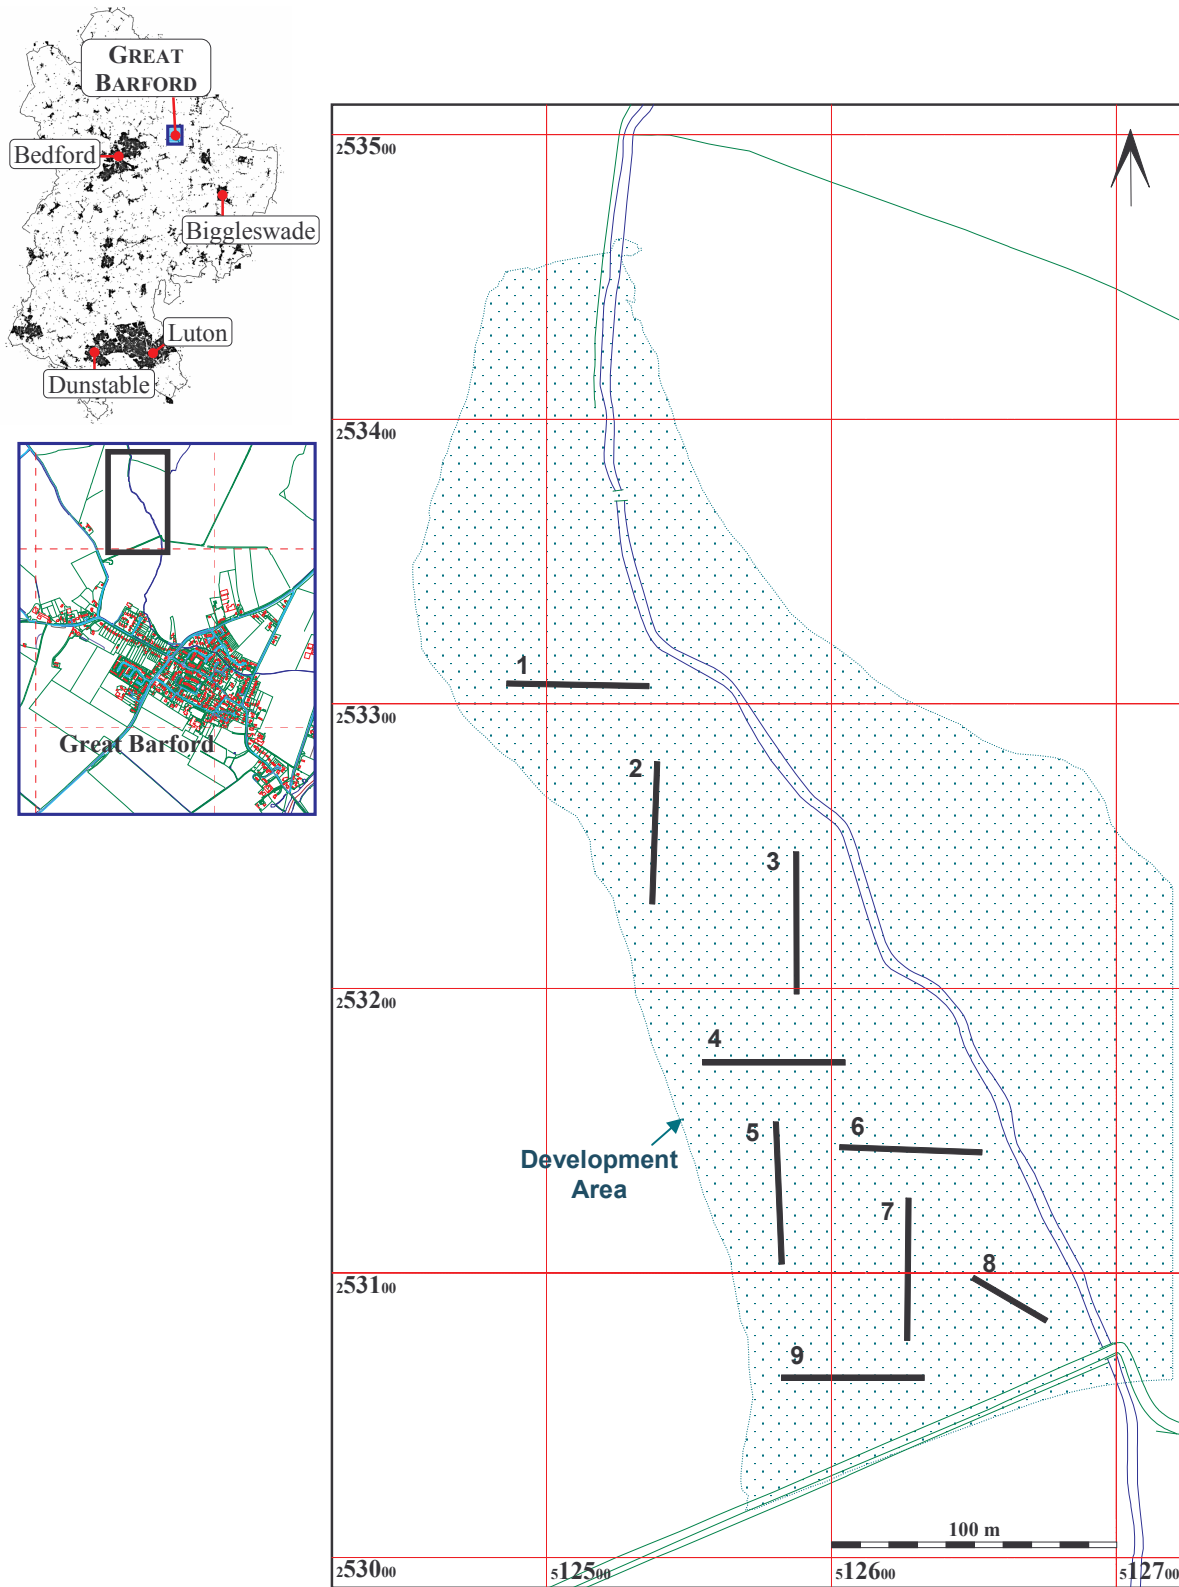 GREAT
BARFORD
Bedford
Biggleswade
Luton
Dunstable
Great Barford
253500
253400
253300
253200
253100
253000
512500
512600
512700
1
2
3
4
5
6
7
8
9
Development
Area
100 m